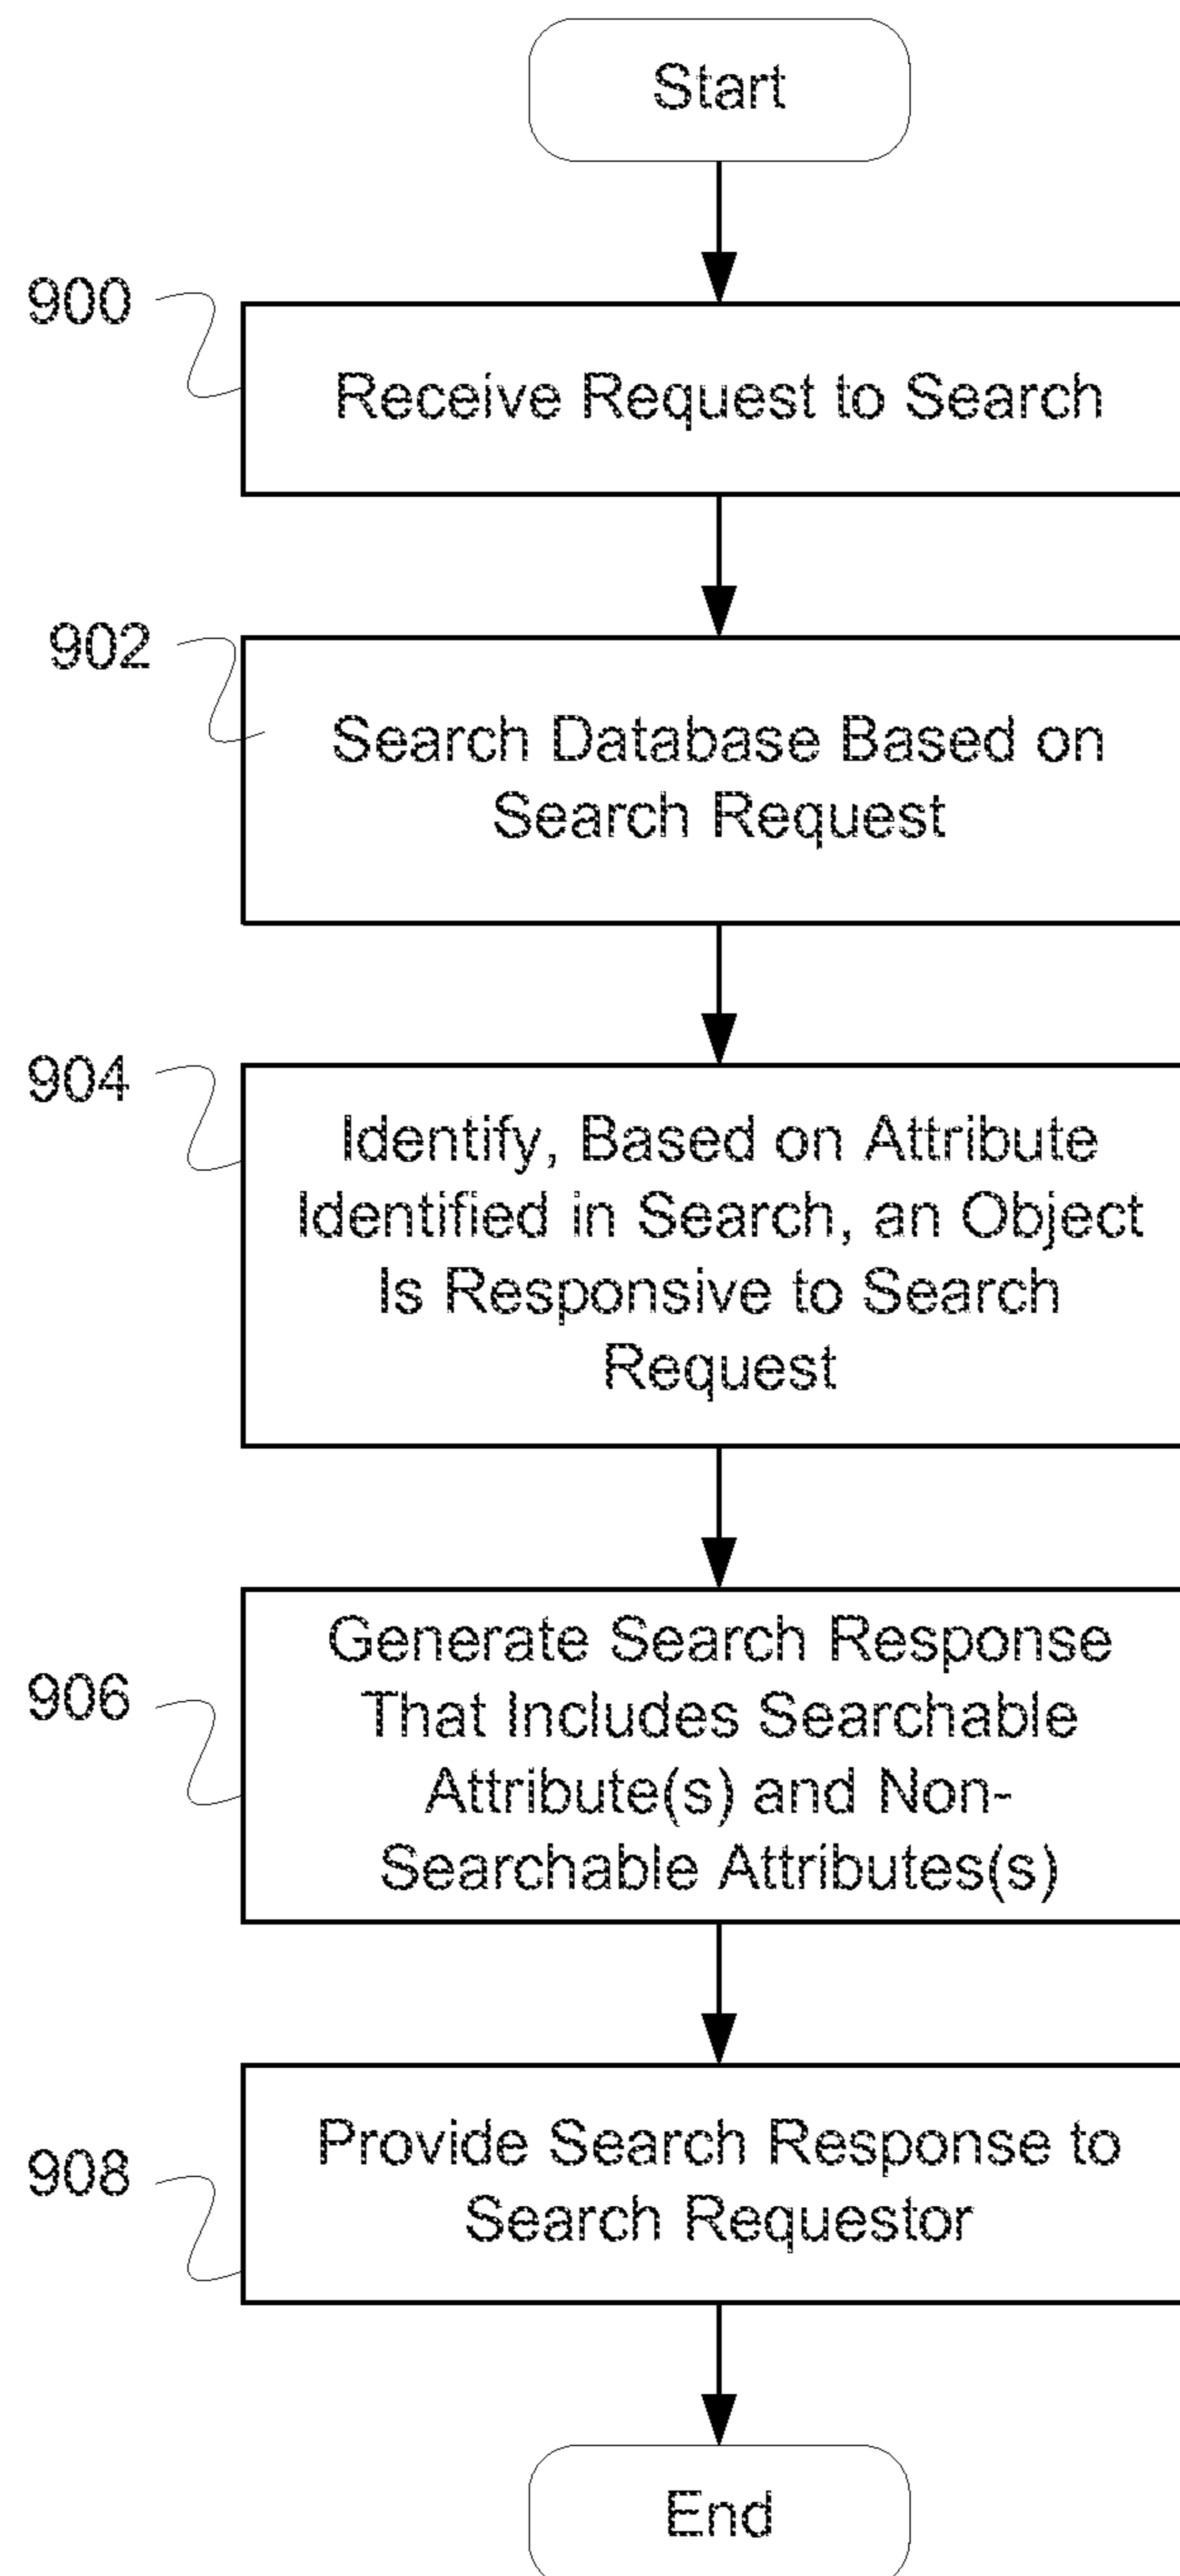 Start
900
Receive Request to Search
902
Search Database Based on
Search Request
904
Identify, Based on Attribute
Identified in Search, an Object
Is Responsive to Search
Request
906
Generate Search Response
That Includes Searchable
Attribute(s) and Non-
Searchable Attributes(s)
908
Provide Search Response to
Search Requestor
End